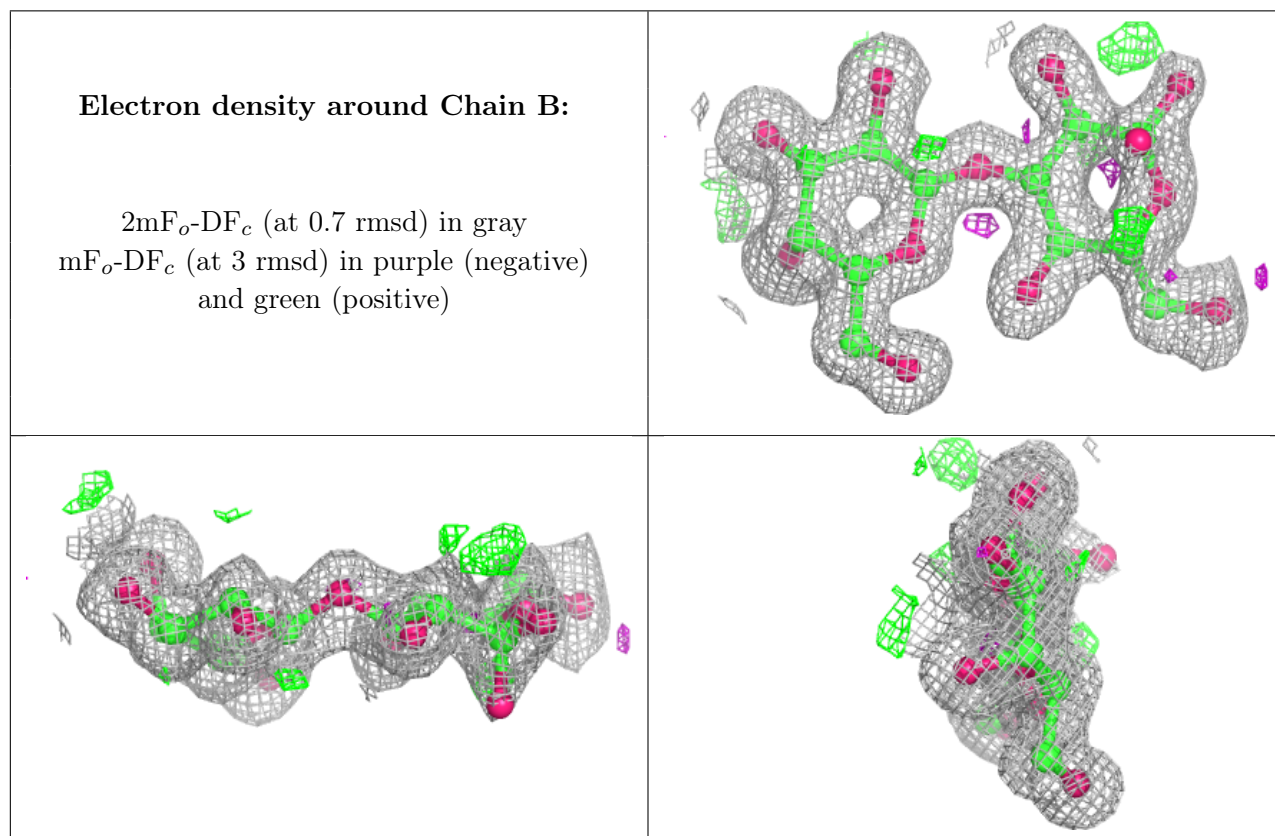 Electron density around Chain B:
2mFₒ-DF𝒸 (at 0.7 rmsd) in gray
mFₒ-DF𝒸 (at 3 rmsd) in purple (negative)
and green (positive)